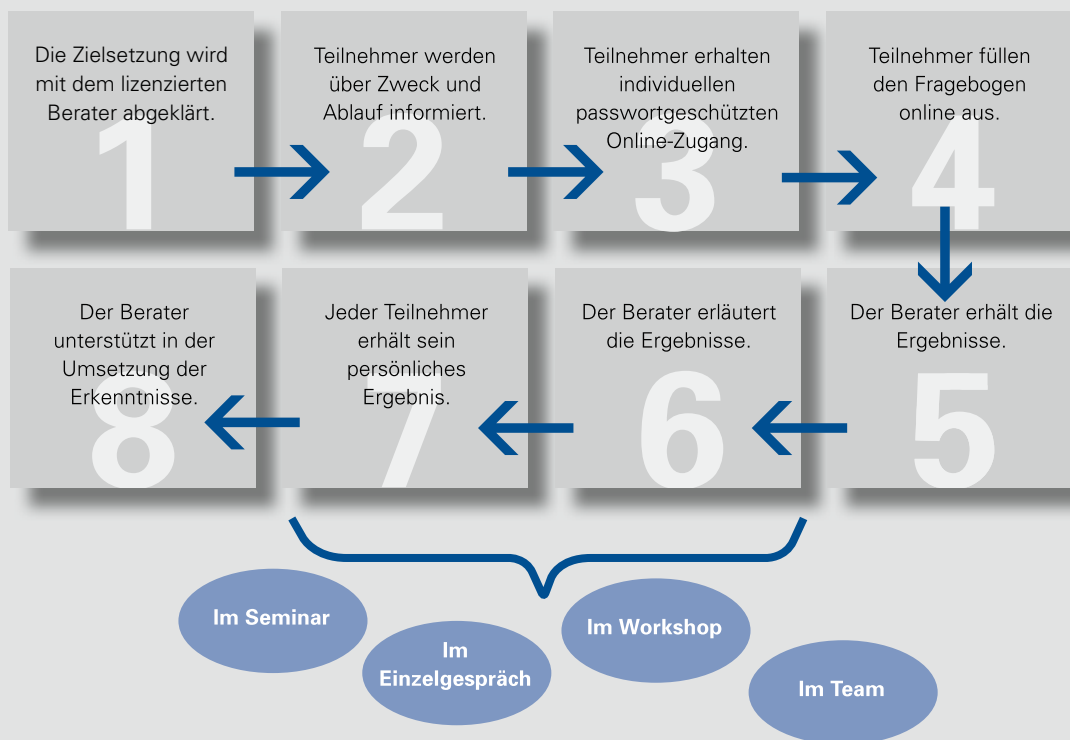 Die Zielsetzung wird
mit dem lizenzierten
Berater abgeklärt.
1
Teilnehmer werden
über Zweck und
Ablauf informiert.
2
Teilnehmer erhalten
individuellen
passwortgeschützten
Online-Zugang.
3
Teilnehmer füllen
den Fragebogen
online aus.
4
Der Berater erhält die
Ergebnisse.
5
Der Berater erläutert
die Ergebnisse.
6
Jeder Teilnehmer
erhält sein
persönliches
Ergebnis.
7
Der Berater
unterstützt in der
Umsetzung der
Erkenntnisse.
8
Im Seminar
Im
Einzelgespräch
Im Workshop
Im Team